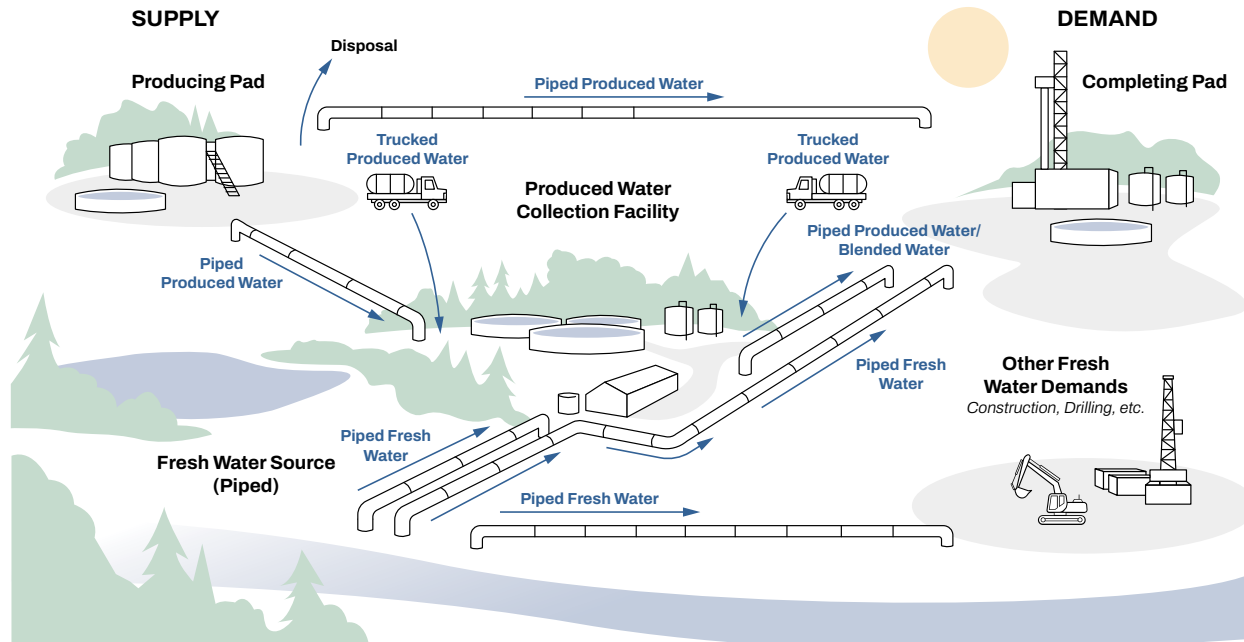 SUPPLY
DEMAND
Disposal
Producing Pad
Piped Produced Water
Completing Pad
Trucked
Produced Water
Trucked
Produced Water
Produced Water
Collection Facility
Piped Produced Water/
Blended Water
Piped
Produced Water
Piped Fresh
Water
Other Fresh
Water Demands
Construction, Drilling, etc.
Piped Fresh
Water
Fresh Water Source
(Piped)
Piped Fresh Water